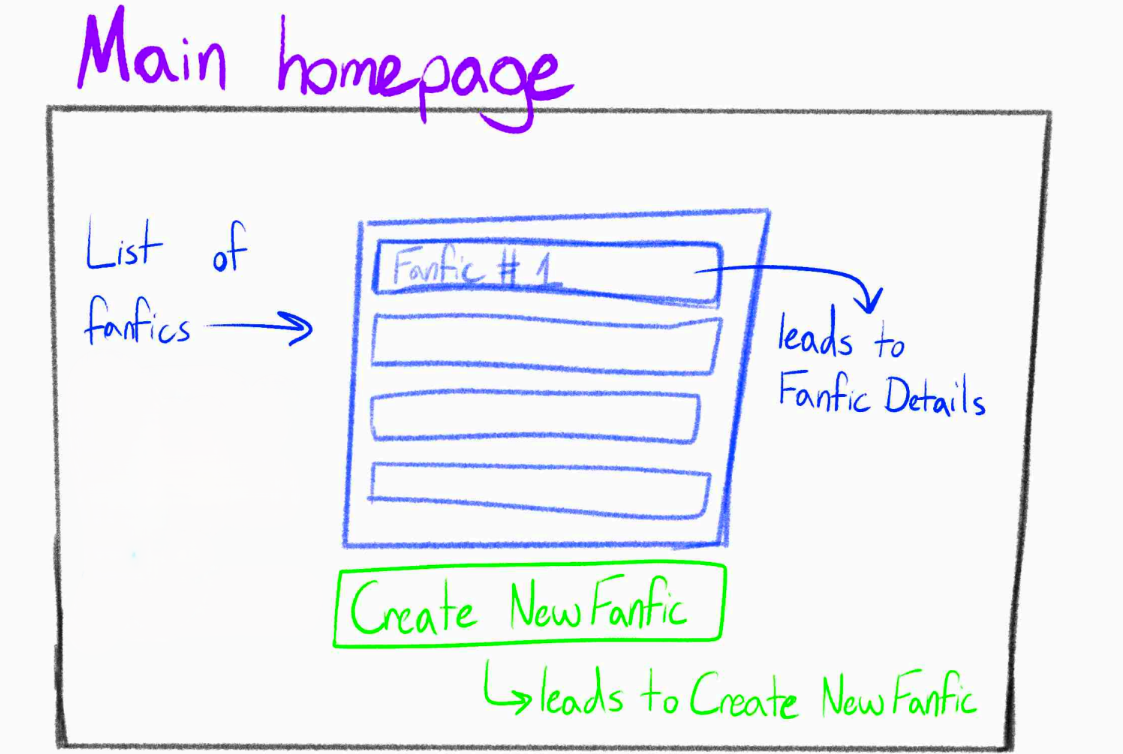 Main homepage
List of
fanfics
Fanfic # 1
leads to
Fanfic Details
Create New Fanfic
leads to Create New Fanfic